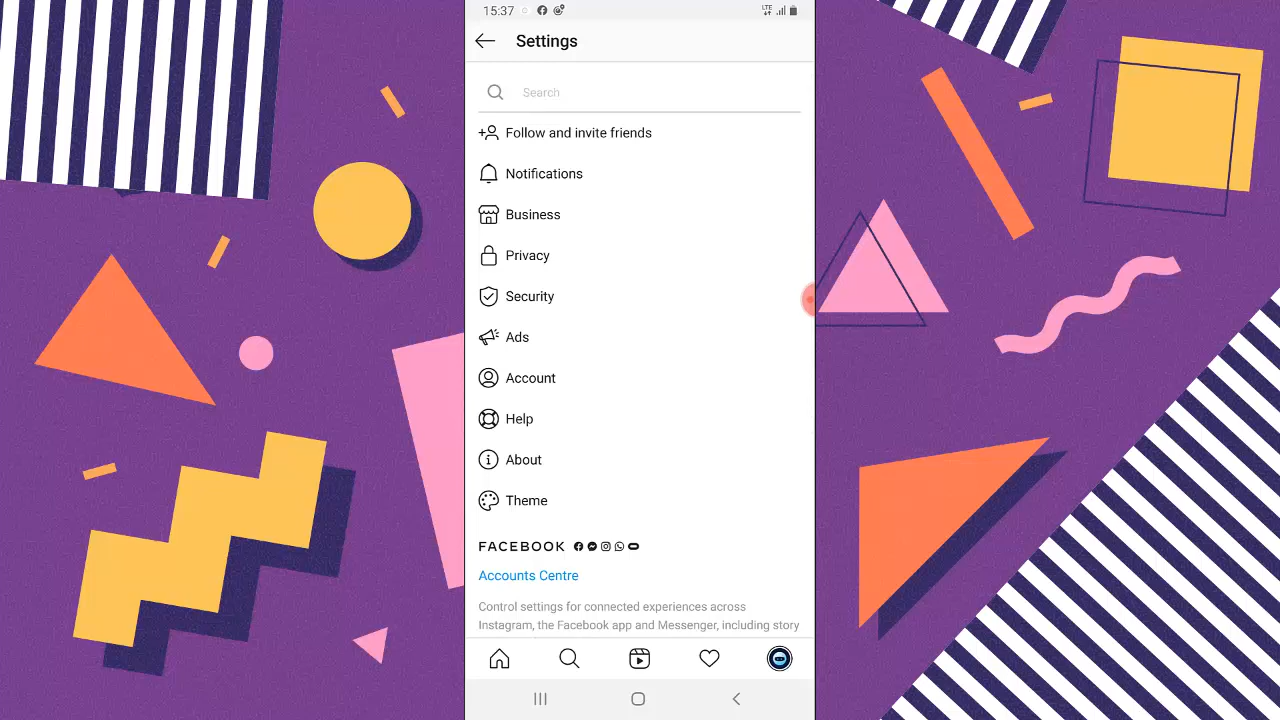 15:37
LTE
Settings
Search
Follow and invite friends
Notifications
Business
Privacy
Security
Ads
Account
Help
About
Theme
FACEBOOK
Accounts Centre
Control settings for connected experiences across
Instagram, the Facebook app and Messenger, including story